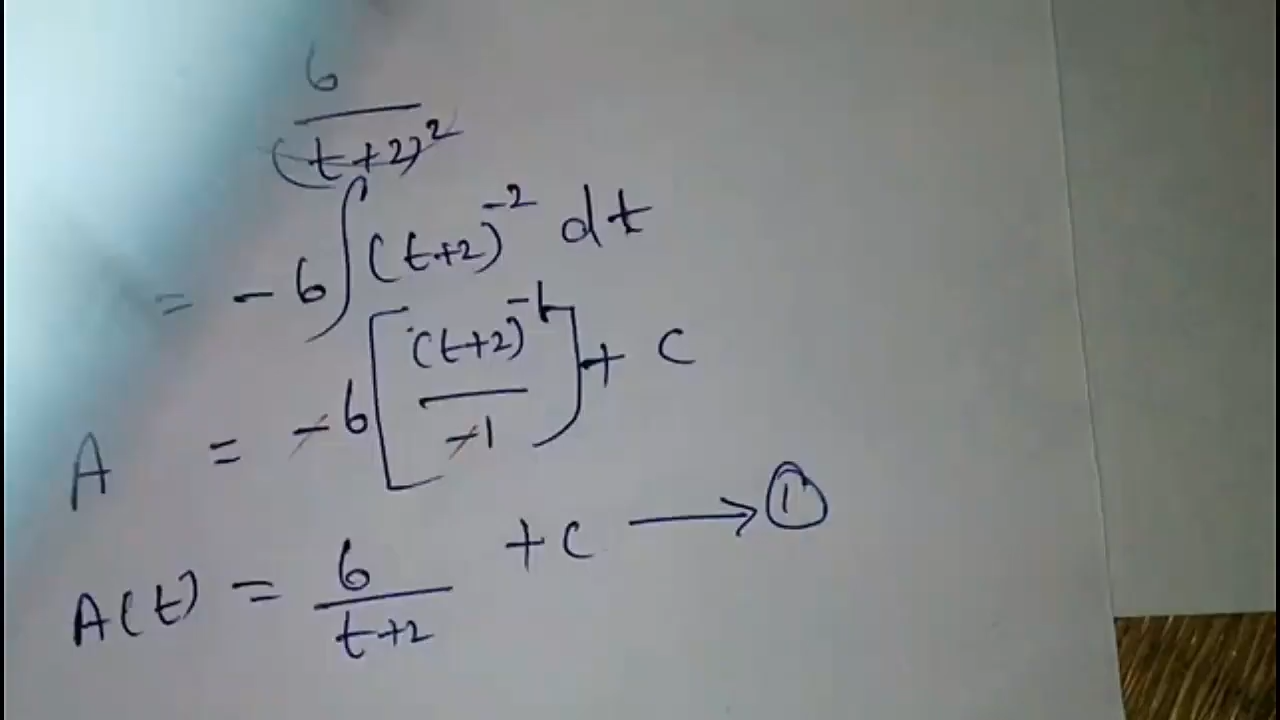 6
(t+2)²
= -6 ∫ (t+2)⁻² dt
A = -6 [ (t+2)⁻¹ / -1 ] + c
A(t) = 6 / t+2 + c → ①